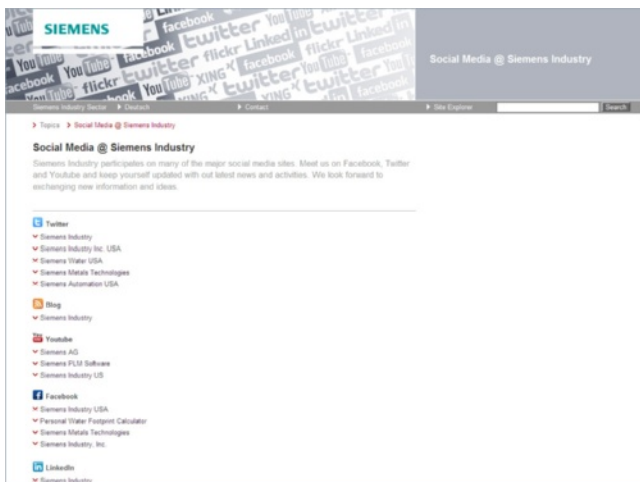 SIEMENS
Social Media @ Siemens Industry
Siemens Industry Sector Deutsch Contact Site Explorer Search
Topics Social Media @ Siemens Industry
Social Media @ Siemens Industry
Siemens Industry participates on many of the major social media sites. Meet us on Facebook, Twitter
and Youtube and keep yourself updated with out latest news and activities. We look forward to
exchanging new information and ideas.
Twitter
Siemens Industry
Siemens Industry Inc. USA
Siemens Water USA
Siemens Metals Technologies
Siemens Automation USA
Blog
Siemens Industry
Youtube
Siemens AG
Siemens PLM Software
Siemens Industry US
Facebook
Siemens Industry USA
Personal Water Footprint Calculator
Siemens Metals Technologies
Siemens Industry, Inc.
LinkedIn
Siemens Industry